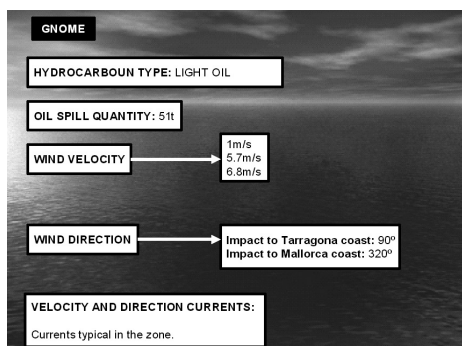 GNOME
HYDROCARBOUN TYPE: LIGHT OIL
OIL SPILL QUANTITY: 51t
WIND VELOCITY
1m/s
5.7m/s
6.8m/s
WIND DIRECTION
Impact to Tarragona coast: 90º
Impact to Mallorca coast: 320º
VELOCITY AND DIRECTION CURRENTS:
Currents typical in the zone.